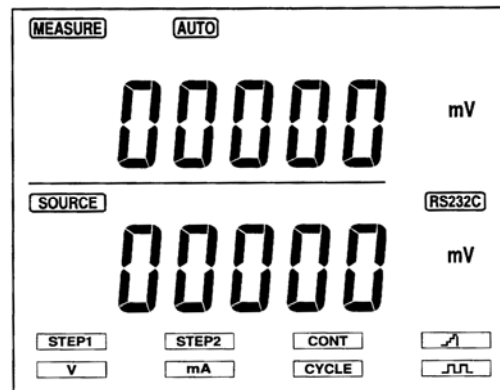 MEASURE AUTO
00000 mV
SOURCE RS232C
00000 mV
STEP1 STEP2 CONT
V mA CYCLE